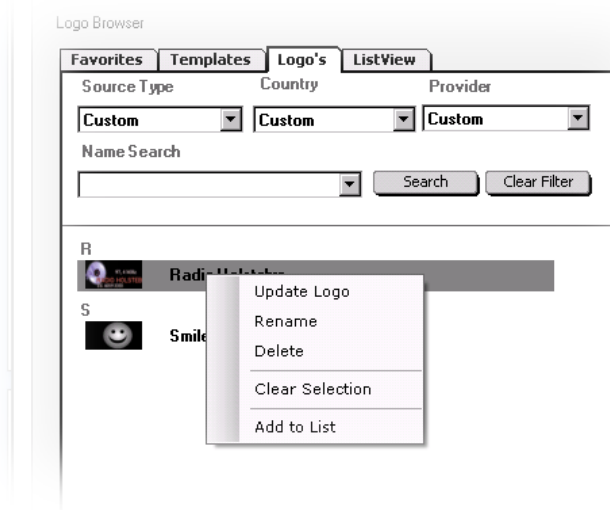 Logo Browser
Favorites Templates Logo's ListView
Source Type Country Provider
Custom Custom Custom
Name Search
Search Clear Filter
R
Update Logo
Rename
Delete
S
Clear Selection
Add to List